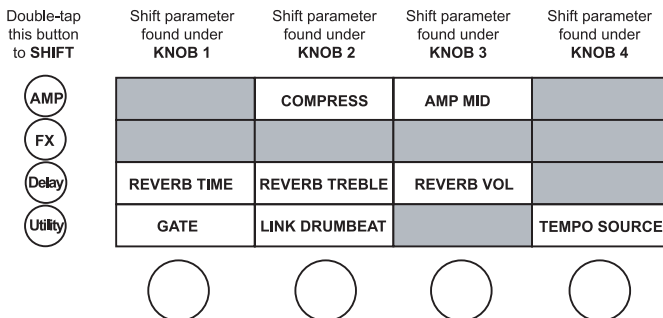 Double-tap
this button
to SHIFT
Shift parameter
found under
KNOB 1
Shift parameter
found under
KNOB 2
Shift parameter
found under
KNOB 3
Shift parameter
found under
KNOB 4
AMP
COMPRESS
AMP MID
FX
Delay
REVERB TIME
REVERB TREBLE
REVERB VOL
Utility
GATE
LINK DRUMBEAT
TEMPO SOURCE